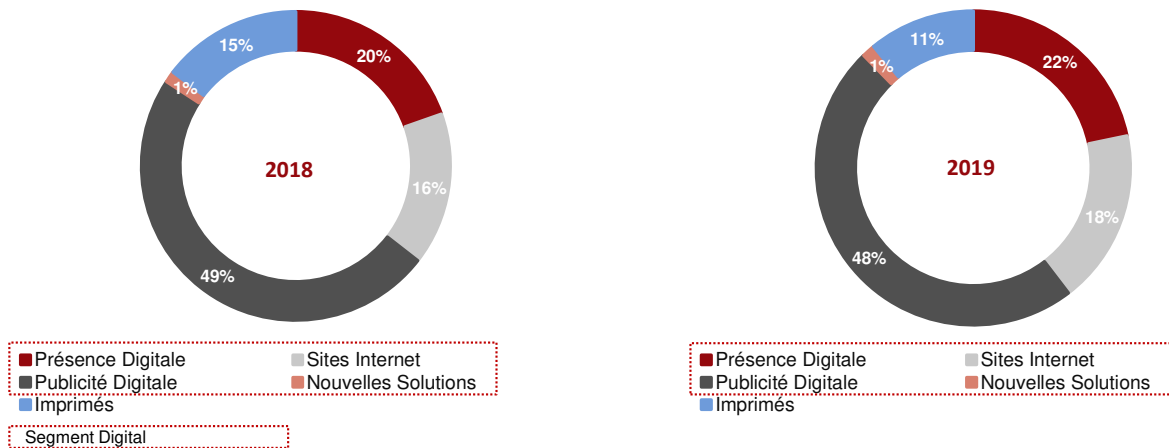 15%
20%
1%
2018
16%
49%
Présence Digitale
Sites Internet
Publicité Digitale
Nouvelles Solutions
Imprimés
Segment Digital
11%
22%
1%
2019
18%
48%
Présence Digitale
Sites Internet
Publicité Digitale
Nouvelles Solutions
Imprimés